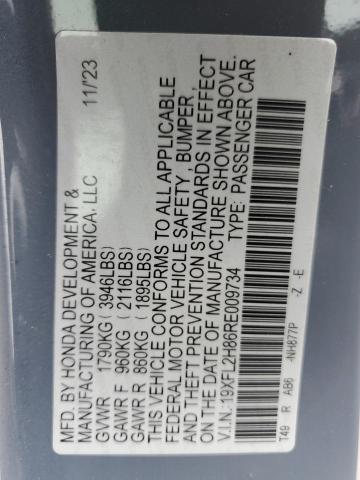 MFD. BY HONDA DEVELOPMENT &
MANUFACTURING OF AMERICA, LLC 11/'23
GVWR 1790KG ( 3946LBS)
GAWR F 960KG ( 2116LBS)
GAWR R 860KG ( 1895LBS)
THIS VEHICLE CONFORMS TO ALL APPLICABLE
FEDERAL MOTOR VEHICLE SAFETY, BUMPER,
AND THEFT PREVENTION STANDARDS IN EFFECT
ON THE DATE OF MANUFACTURE SHOWN ABOVE.
V.I.N.: 19XFL2H86RE009734 TYPE: PASSENGER CAR
T49 R AB6 -NH877P -Z -E